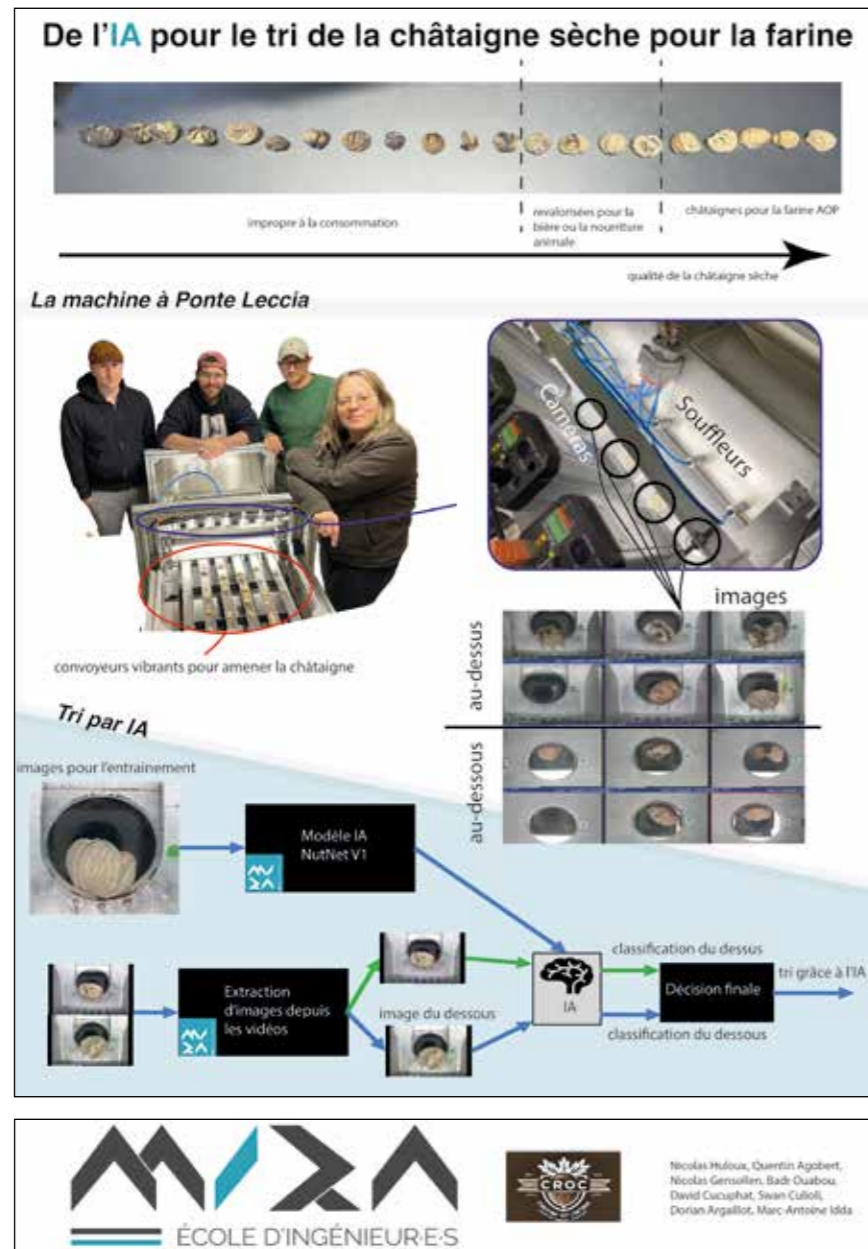 De l'IA pour le tri de la châtaigne sèche pour la farine
impropre à la consommation
revalorisées pour la
bière ou la nourriture
animale
châtaignes pour la farine AOP
qualité de la châtaigne sèche
La machine à Ponte Leccia
Caméras
Souffleurs
convoyeurs vibrants pour amener la châtaigne
images
au-dessus
au-dessous
Tri par IA
images pour l'entrainement
Modèle IA
NutNet V1
Extraction
d'images depuis
les vidéos
image du dessous
IA
classification du dessus
classification du dessous
Décision finale
tri grâce à l'IA
ÉCOLE D'INGÉNIEUR·E·S
CROC
Nicolas Huloux, Quentin Agobert,
Nicolas Gensollen, Badr Ouabou,
David Cucuphat, Swan Culioli,
Dorian Argaillot, Marc-Antoine Idda